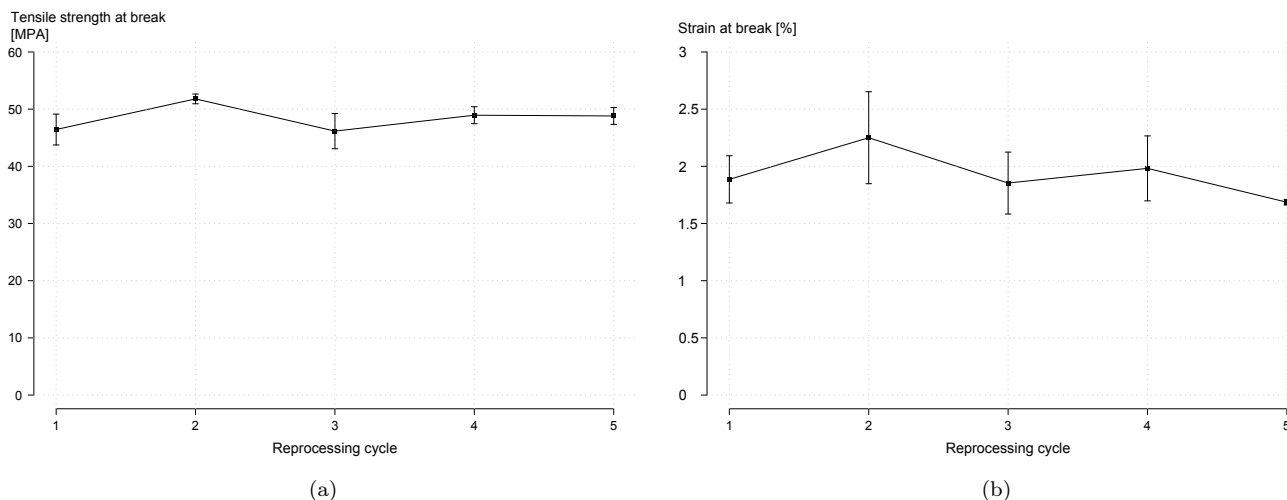 Tensile strength at break
[MPA]
60
50
40
30
20
10
0
1 2 3 4 5
Reprocessing cycle
(a)
Strain at break [%]
3
2.5
2
1.5
1
0.5
0
1 2 3 4 5
Reprocessing cycle
(b)